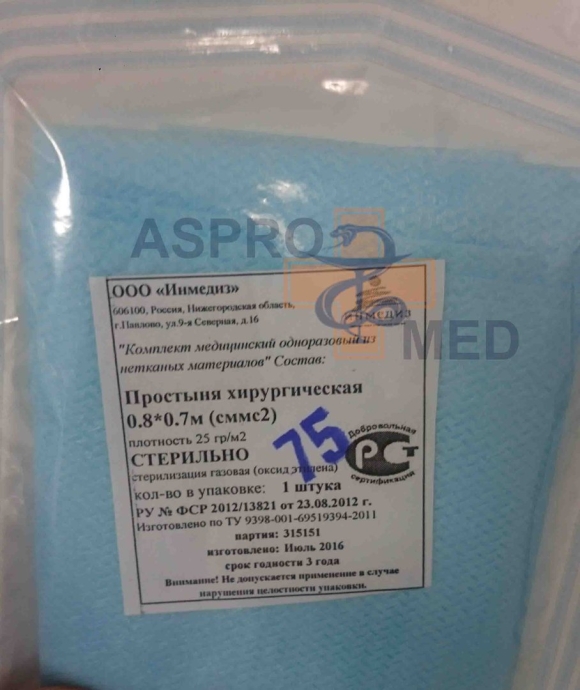 ASPRO
MED
ООО «Инмедиз»
606100, Россия, Нижегородская область,
г.Павлово, ул.9-я Северная, д.16
ИНМЕДИЗ
"Комплект медицинский одноразовый из
нетканых материалов" Состав:
Простыня хирургическая
0.8*0.7м (сммс2)
плотность 25 гр/м2
75
СТЕРИЛЬНО
стерилизация газовая (оксид этилена)
Добровольная
РСТ
сертификация
кол-во в упаковке: 1 штука
РУ № ФСР 2012/13821 от 23.08.2012 г.
Изготовлено по ТУ 9398-001-69519394-2011
партия: 315151
изготовлено: Июль 2016
срок годности 3 года
Внимание! Не допускается применение в случае
нарушения целостности упаковки.